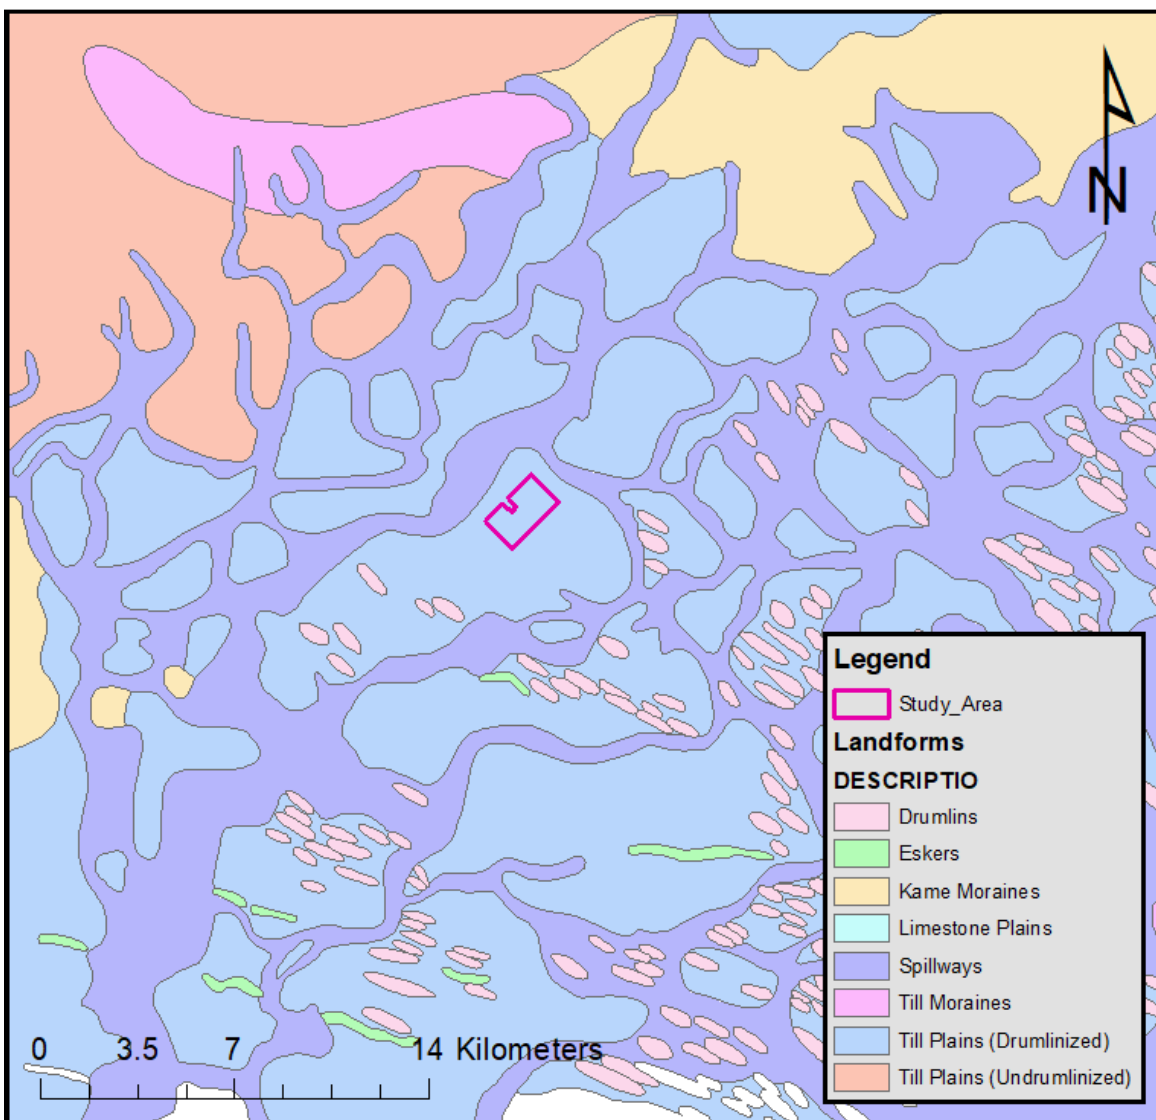 N
Legend
Study_Area
Landforms
DESCRIPTIO
Drumlins
Eskers
Kame Moraines
Limestone Plains
Spillways
Till Moraines
Till Plains (Drumlinized)
Till Plains (Undrumlinized)
0 3.5 7 14 Kilometers